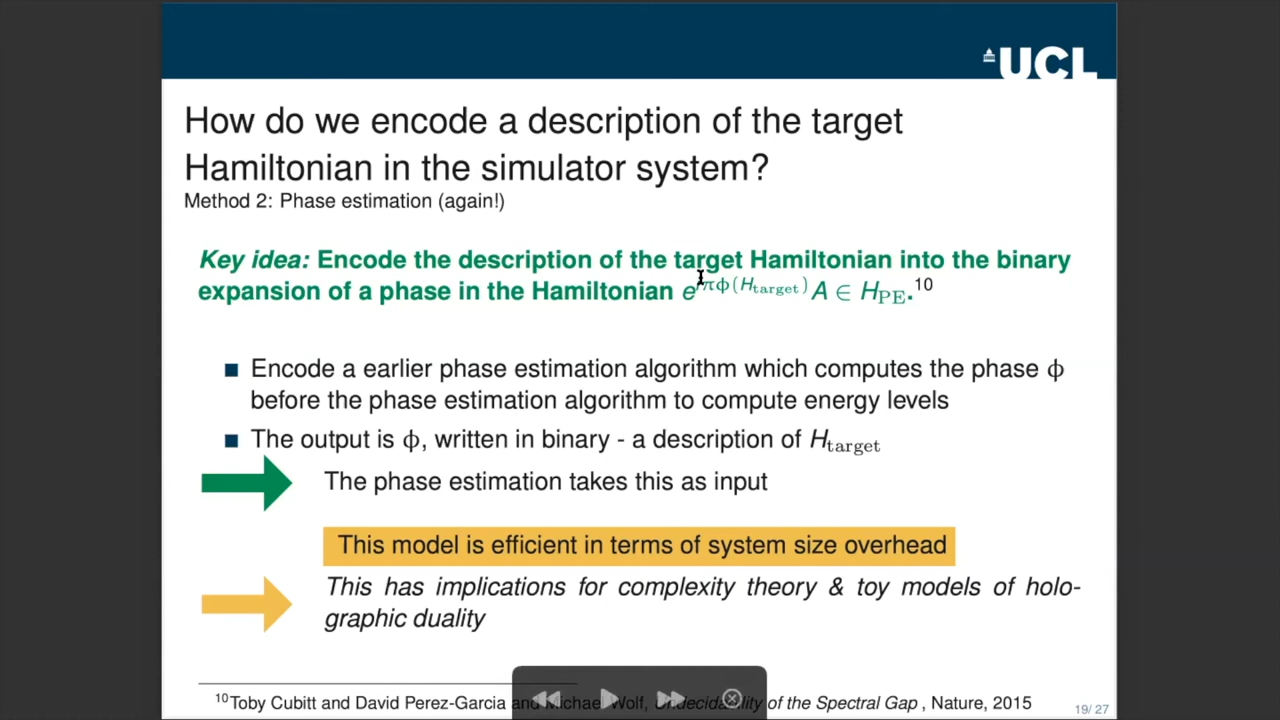 UCL
How do we encode a description of the target
Hamiltonian in the simulator system?
Method 2: Phase estimation (again!)
Key idea: Encode the description of the target Hamiltonian into the binary
expansion of a phase in the Hamiltonian e^{iπϕ(H_target)} A ∈ H_PE.^10
Encode a earlier phase estimation algorithm which computes the phase ϕ
before the phase estimation algorithm to compute energy levels
The output is ϕ, written in binary - a description of H_target
The phase estimation takes this as input
This model is efficient in terms of system size overhead
This has implications for complexity theory & toy models of holo-
graphic duality
10 Toby Cubitt and David Perez-Garcia and Michael Wolf, Undecidability of the Spectral Gap , Nature, 2015
19/ 27